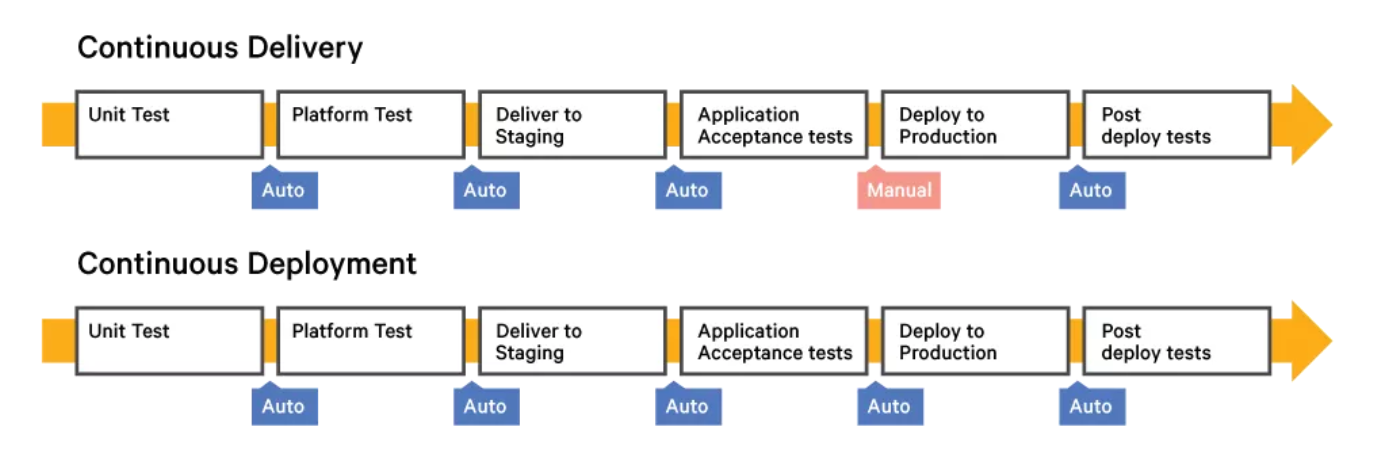 Continuous Delivery
Unit Test
Platform Test
Deliver to
Staging
Application
Acceptance tests
Deploy to
Production
Post
deploy tests
Auto
Auto
Auto
Manual
Auto
Continuous Deployment
Unit Test
Platform Test
Deliver to
Staging
Application
Acceptance tests
Deploy to
Production
Post
deploy tests
Auto
Auto
Auto
Auto
Auto